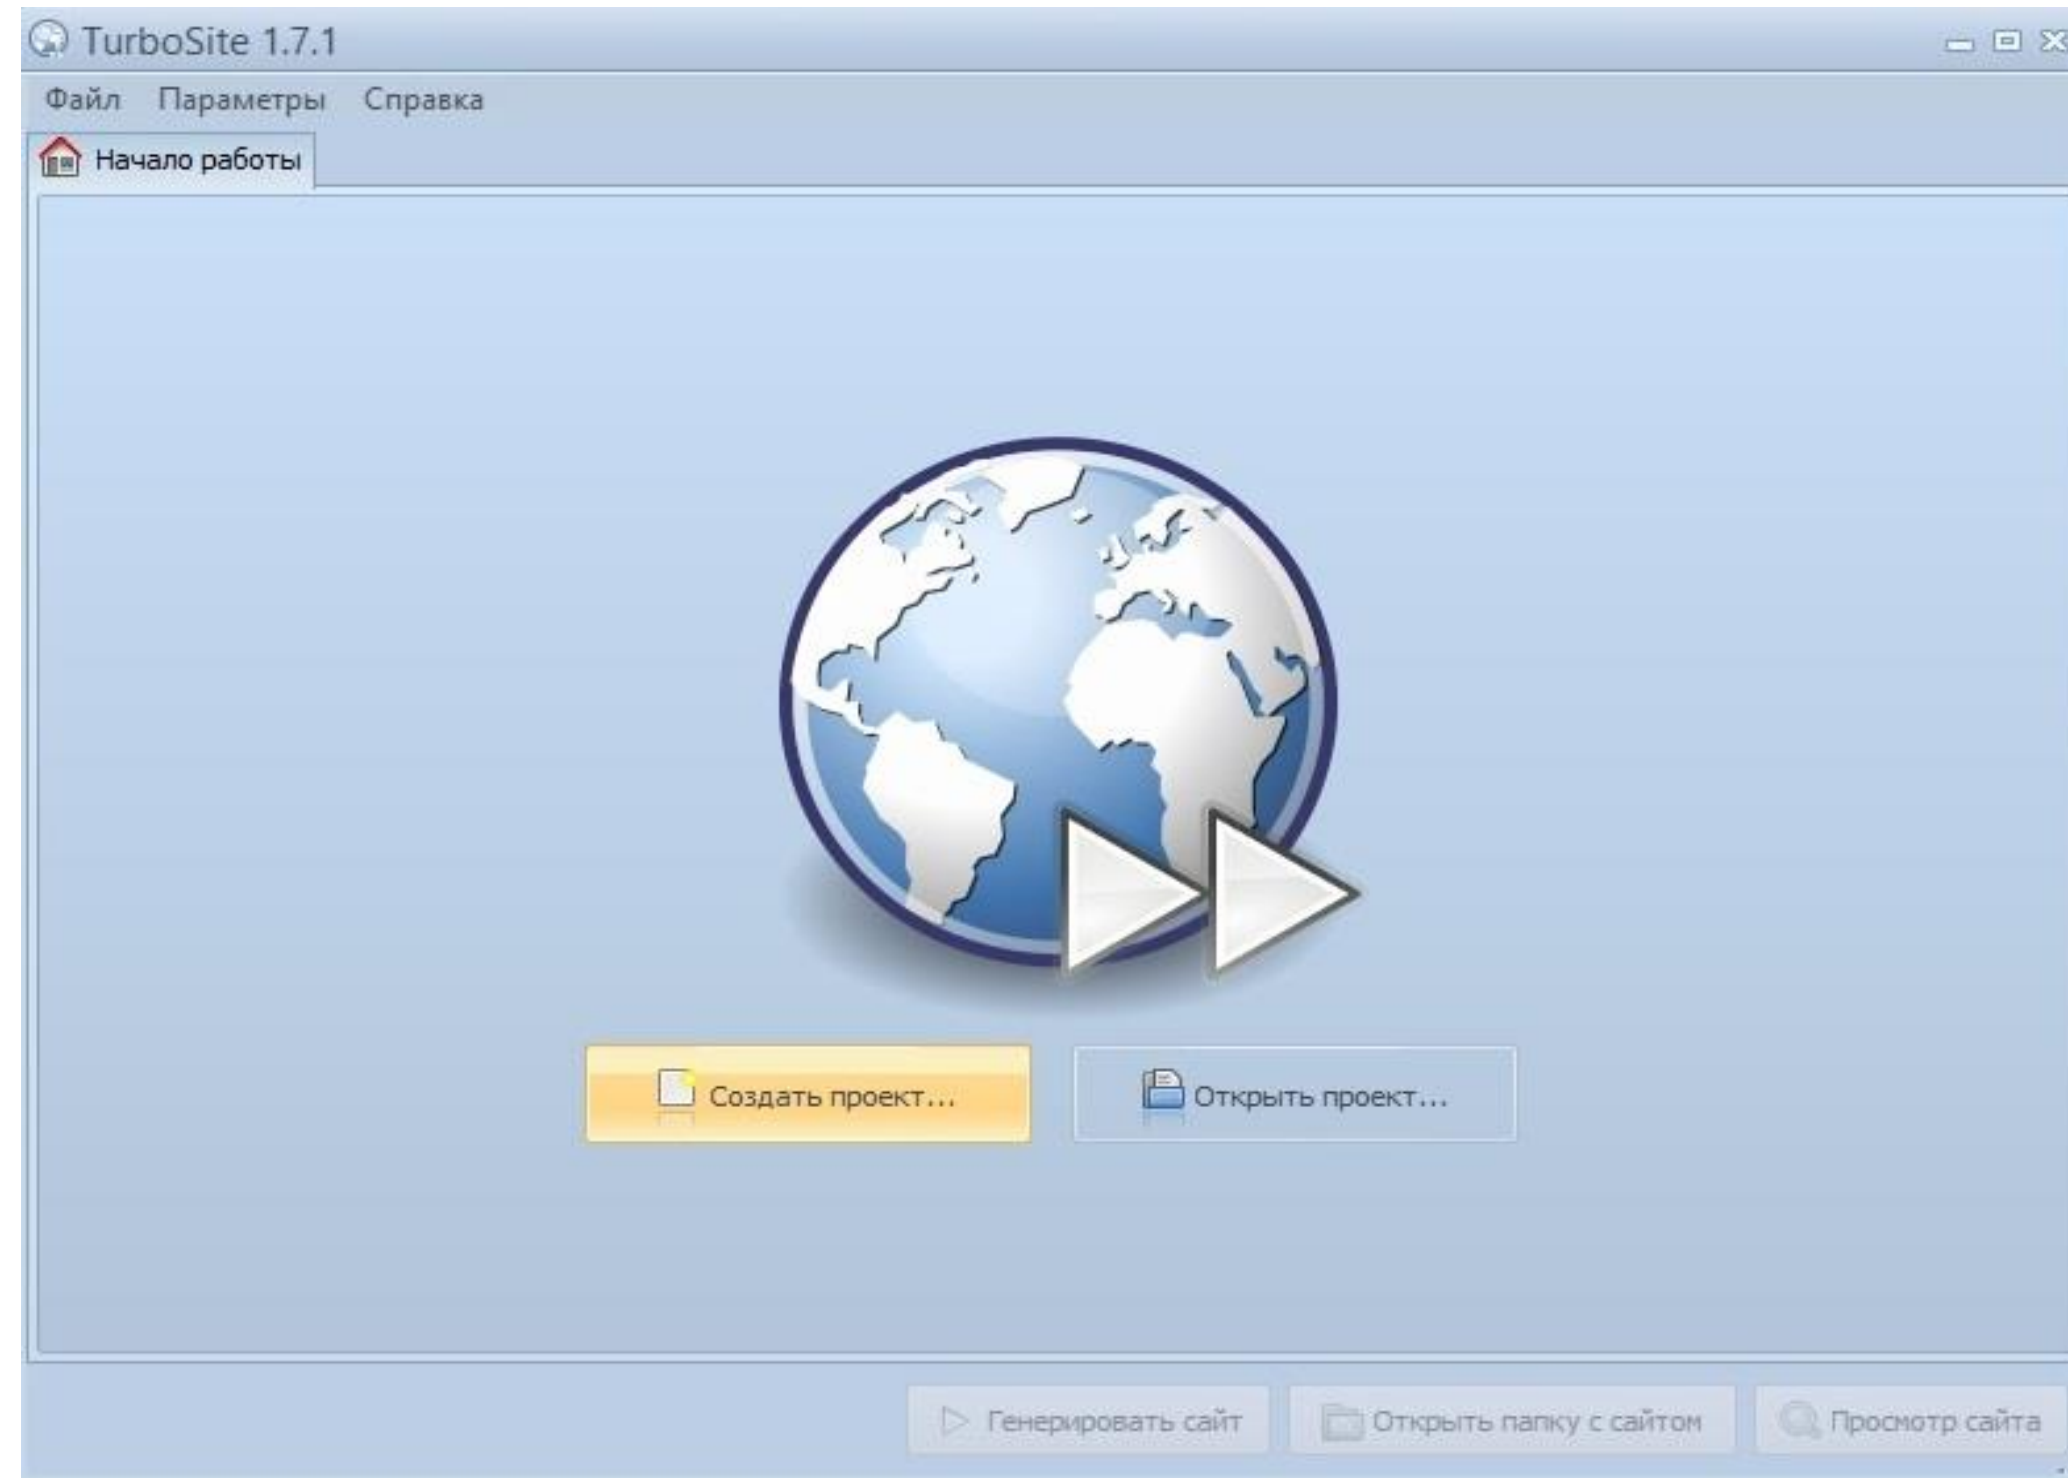 TurboSite 1.7.1
Файл Параметры Справка
Начало работы
Создать проект... Открыть проект...
Генерировать сайт Открыть папку с сайтом Просмотр сайта